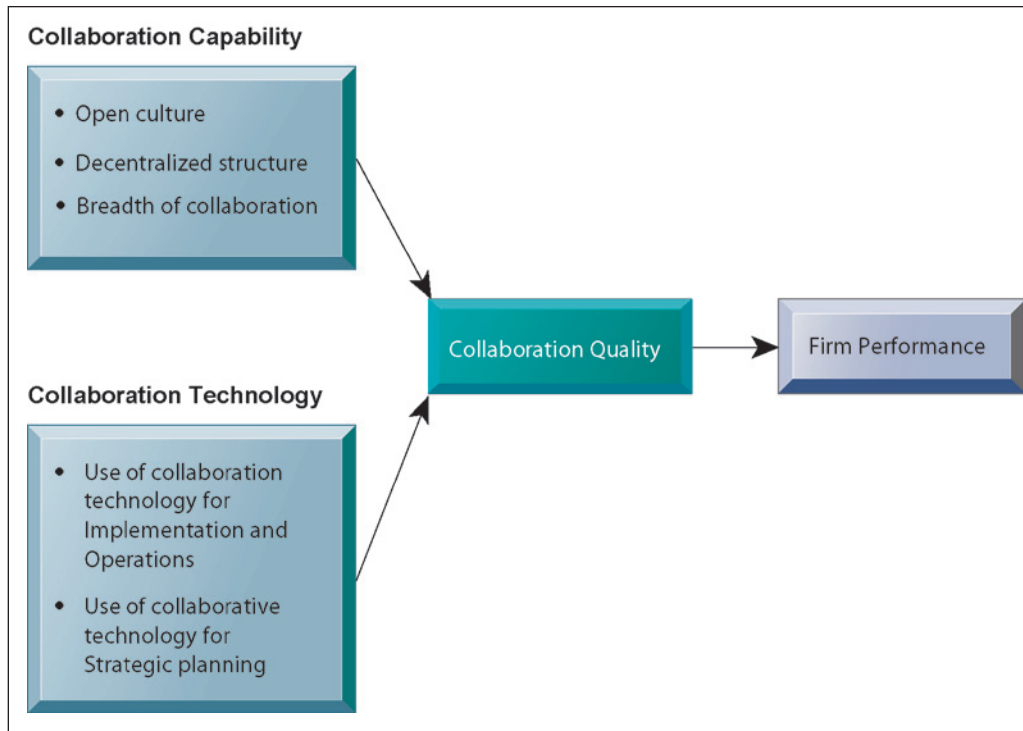 Collaboration Capability
• Open culture
• Decentralized structure
• Breadth of collaboration
Collaboration Quality
Firm Performance
Collaboration Technology
• Use of collaboration
technology for
Implementation and
Operations
• Use of collaborative
technology for
Strategic planning